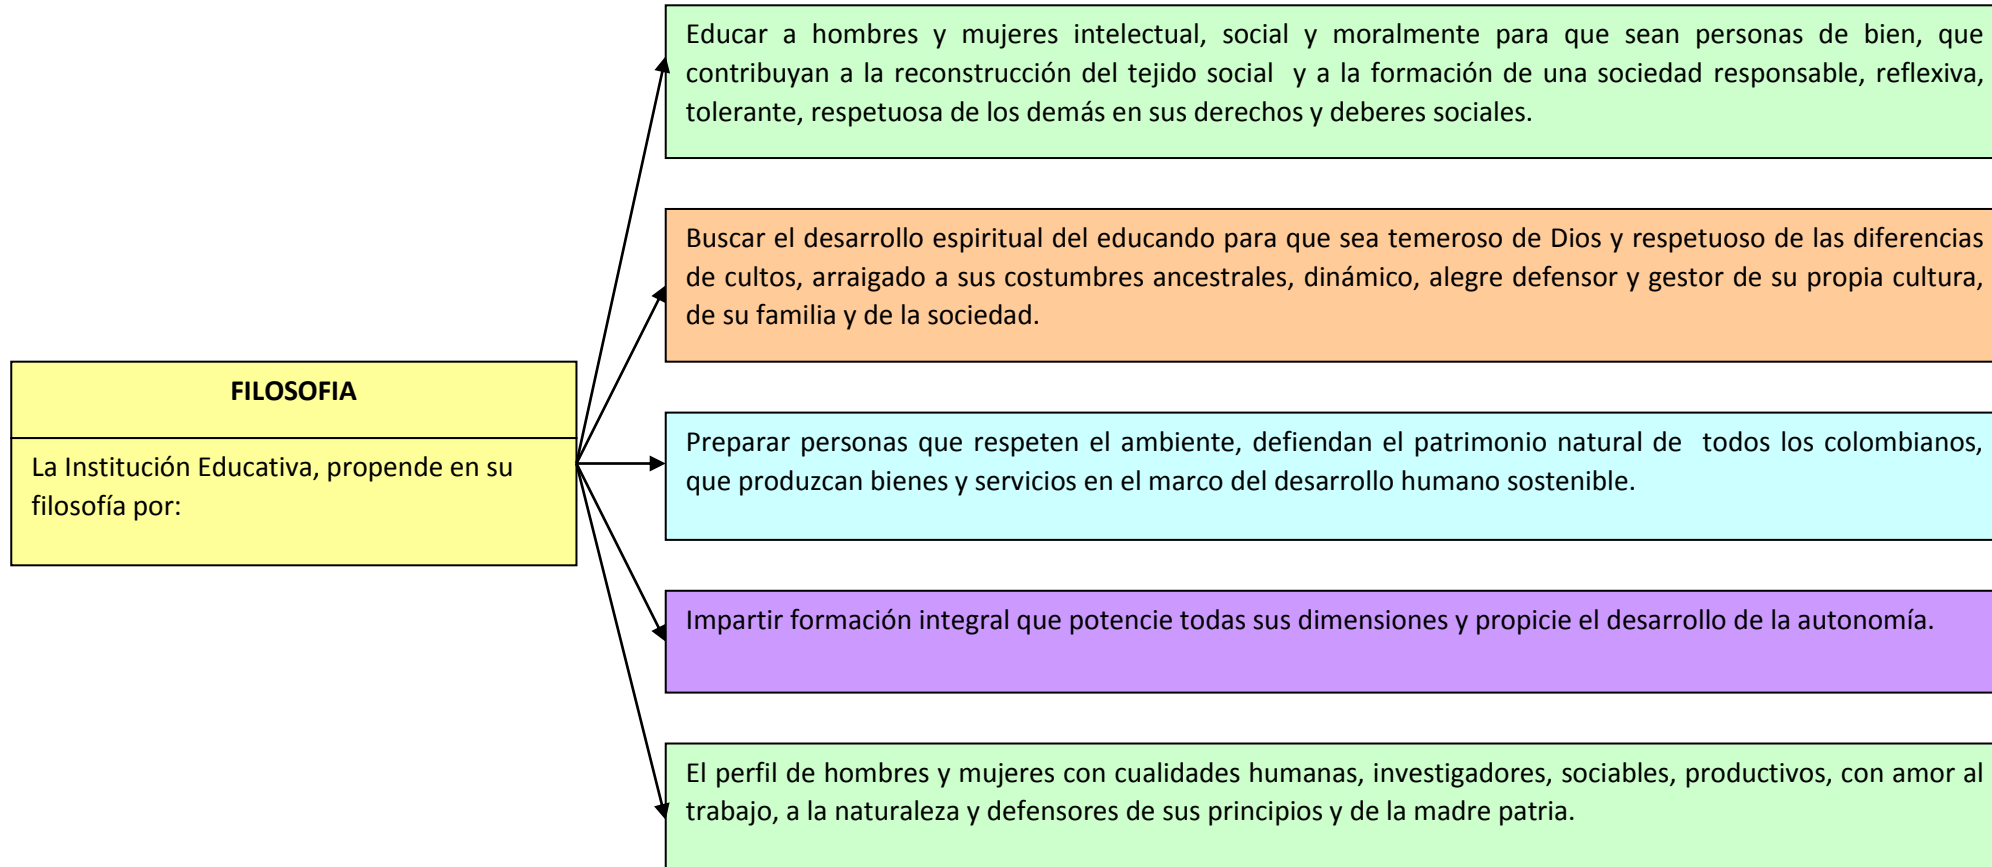 FILOSOFIA
La Institución Educativa, propende en su
filosofía por:
Educar a hombres y mujeres intelectual, social y moralmente para que sean personas de bien, que
contribuyan a la reconstrucción del tejido social y a la formación de una sociedad responsable, reflexiva,
tolerante, respetuosa de los demás en sus derechos y deberes sociales.
Buscar el desarrollo espiritual del educando para que sea temeroso de Dios y respetuoso de las diferencias
de cultos, arraigado a sus costumbres ancestrales, dinámico, alegre defensor y gestor de su propia cultura,
de su familia y de la sociedad.
Preparar personas que respeten el ambiente, defiendan el patrimonio natural de todos los colombianos,
que produzcan bienes y servicios en el marco del desarrollo humano sostenible.
Impartir formación integral que potencie todas sus dimensiones y propicie el desarrollo de la autonomía.
El perfil de hombres y mujeres con cualidades humanas, investigadores, sociables, productivos, con amor al
trabajo, a la naturaleza y defensores de sus principios y de la madre patria.